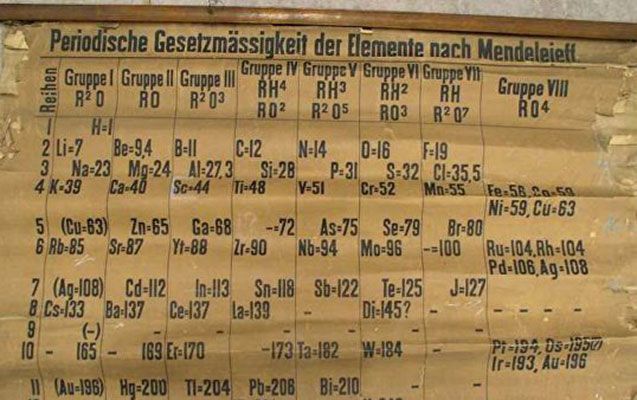 Periodische Gesetzmässigkeit der Elemente nach Mendelejeff.
Reihen Gruppe I Gruppe II Gruppe III Gruppe IV Gruppe V Gruppe VI Gruppe VII Gruppe VIII
R²O RO R²O³ RH⁴ RH³ RH² RH RO⁴
RO² R²O⁵ RO³ R²O⁷
1 H=1
2 Li=7 Be=9,4 B=11 C=12 N=14 O=16 F=19
3 Na=23 Mg=24 Al=27,3 Si=28 P=31 S=32 Cl=35,5
4 K=39 Ca=40 Sc=44 Ti=48 V=51 Cr=52 Mn=55 Fe=56, Co=59
Ni=59, Cu=63
5 (Cu=63) Zn=65 Ga=68 -=72 As=75 Se=79 Br=80
6 Rb=85 Sr=87 Yt=88 Zr=90 Nb=94 Mo=96 -=100 Ru=104, Rh=104
Pd=106, Ag=108
7 (Ag=108) Cd=112 In=113 Sn=118 Sb=122 Te=125 J=127
8 Cs=133 Ba=137 Ce=137 La=139 - Di=145? - - - - -
9 (-) - - - - - -
10 - 165 - 169 Er=170 -173 Ta=182 W=184 - Pt=194, Os=195(?)
Ir=193, Au=196
11 (Au=196) Hg=200 Tl=204 Pb=206 Bi=210 - -